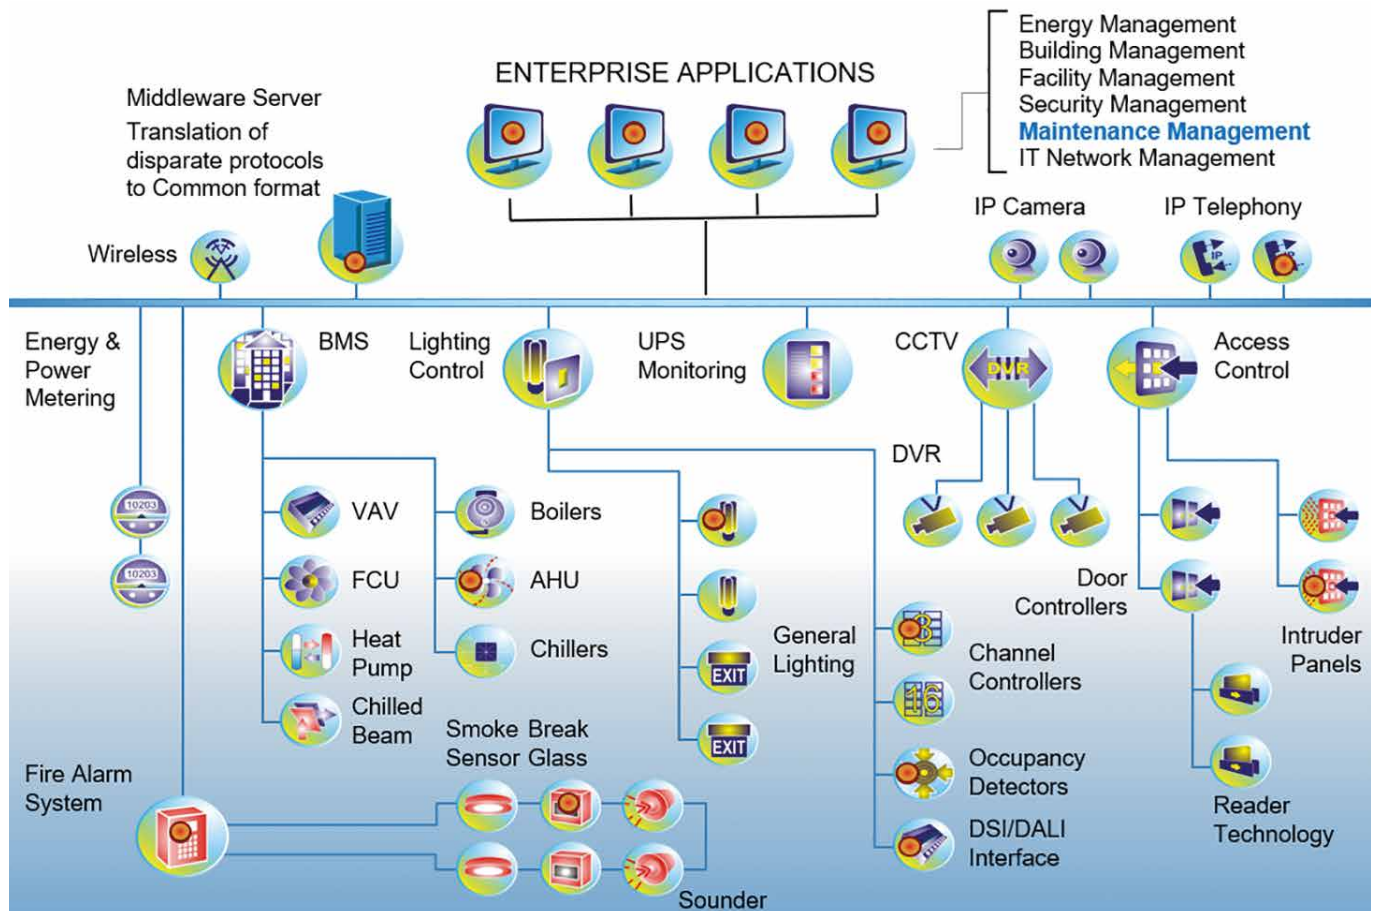 ENTERPRISE APPLICATIONS
Energy Management
Building Management
Facility Management
Security Management
Maintenance Management
IT Network Management
Middleware Server
Translation of
disparate protocols
to Common format
Wireless
IP Camera
IP Telephony
IP
IP
Energy &
Power
Metering
BMS
Lighting
Control
UPS
Monitoring
CCTV
DVR
Access
Control
DVR
10203
10203
VAV
FCU
Heat
Pump
Chilled
Beam
Boilers
AHU
Chillers
EXIT
EXIT
General
Lighting
8
16
Channel
Controllers
Occupancy
Detectors
DSI/DALI
Interface
Door
Controllers
Intruder
Panels
Reader
Technology
Fire Alarm
System
Smoke Break
Sensor Glass
Sounder